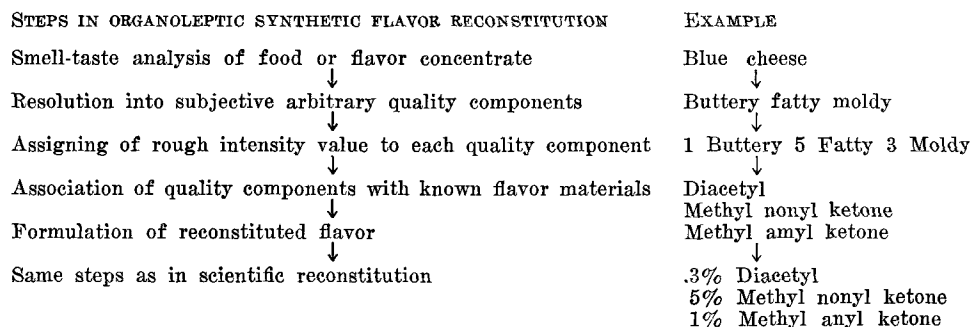 STEPS IN ORGANOLEPTIC SYNTHETIC FLAVOR RECONSTITUTION
Smell-taste analysis of food or flavor concentrate
↓
Resolution into subjective arbitrary quality components
↓
Assigning of rough intensity value to each quality component
↓
Association of quality components with known flavor materials
↓
Formulation of reconstituted flavor
↓
Same steps as in scientific reconstitution
EXAMPLE
Blue cheese
↓
Buttery fatty moldy
↓
1 Buttery 5 Fatty 3 Moldy
↓
Diacetyl
Methyl nonyl ketone
Methyl amyl ketone
↓
.3% Diacetyl
5% Methyl nonyl ketone
1% Methyl anyl ketone